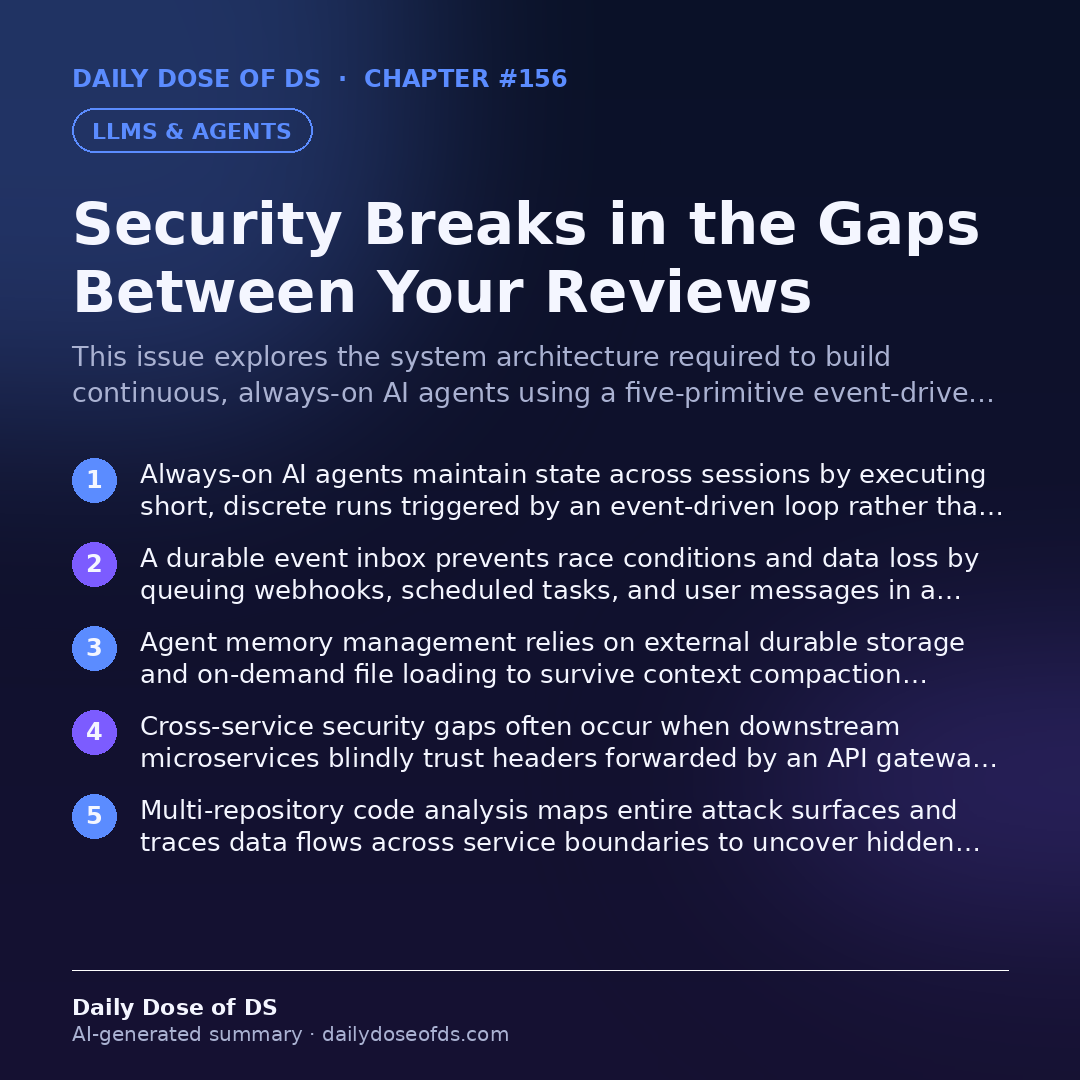 DAILY DOSE OF DS · CHAPTER #156
LLMS & AGENTS
Security Breaks in the Gaps
Between Your Reviews
This issue explores the system architecture required to build
continuous, always-on AI agents using a five-primitive event-drive…
1 Always-on AI agents maintain state across sessions by executing
short, discrete runs triggered by an event-driven loop rather tha…
2 A durable event inbox prevents race conditions and data loss by
queuing webhooks, scheduled tasks, and user messages in a…
3 Agent memory management relies on external durable storage
and on-demand file loading to survive context compaction…
4 Cross-service security gaps often occur when downstream
microservices blindly trust headers forwarded by an API gatewa…
5 Multi-repository code analysis maps entire attack surfaces and
traces data flows across service boundaries to uncover hidden…
Daily Dose of DS
AI-generated summary · dailydoseofds.com